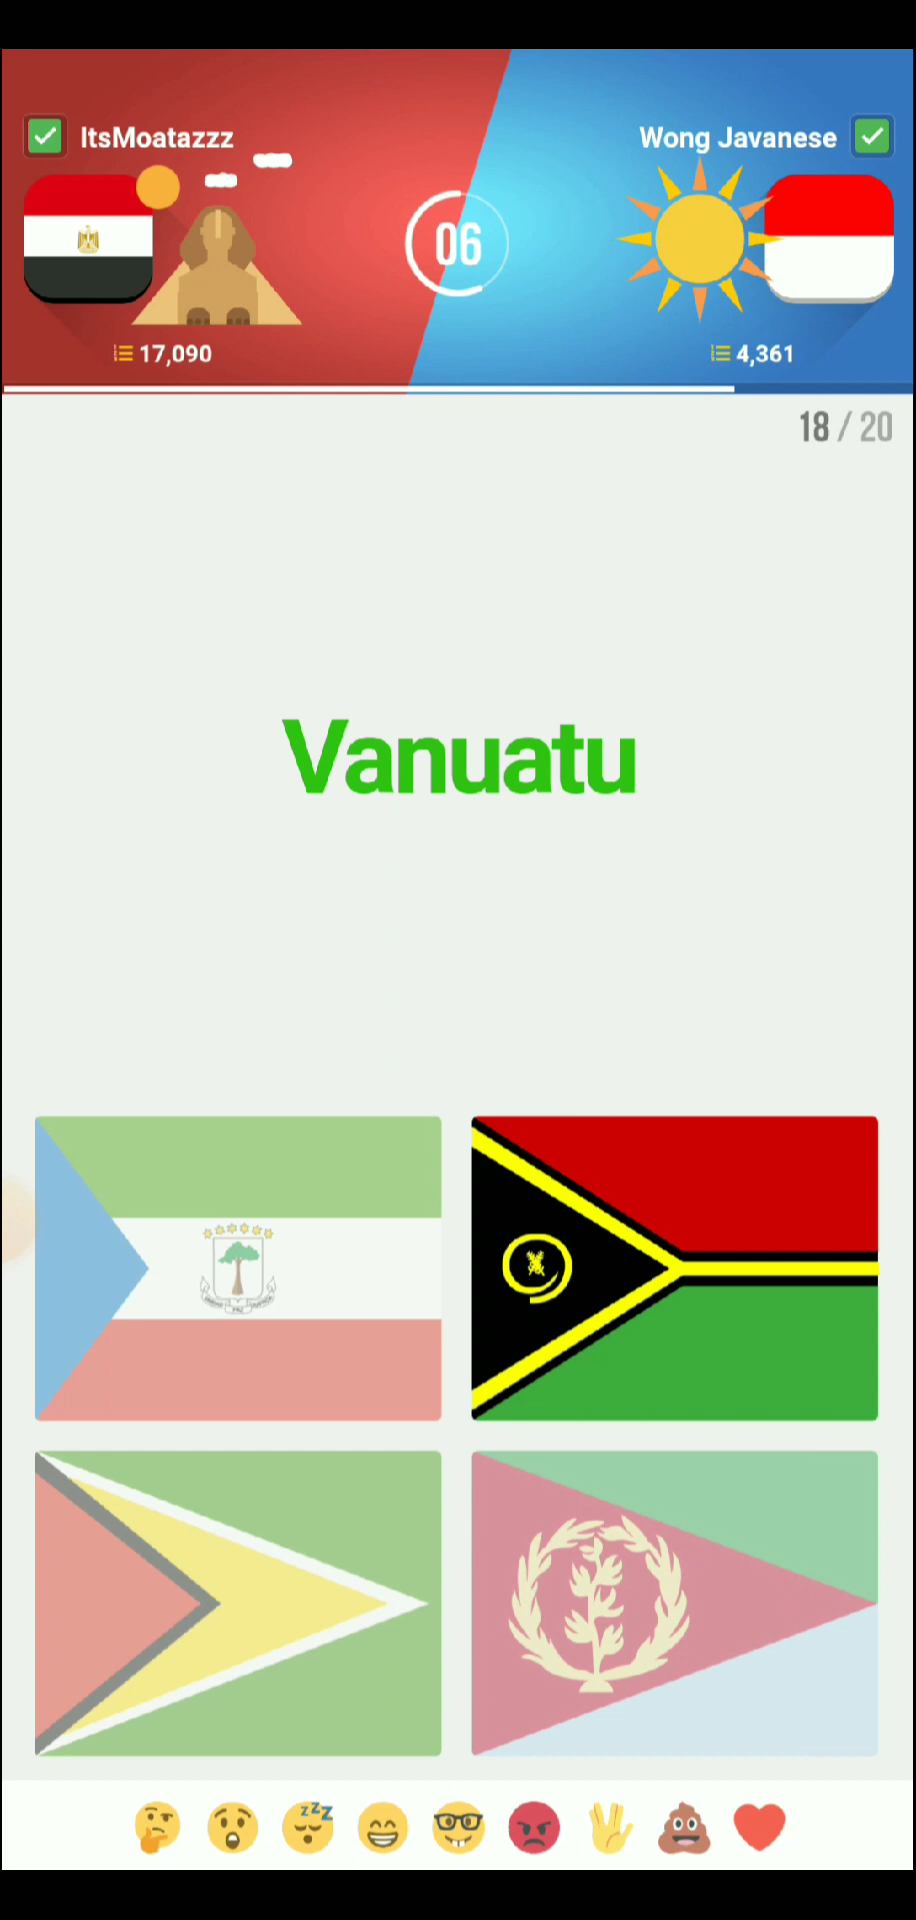 ItsMoatazzz
Wong Javanese
06
17,090
4,361
18 / 20
Vanuatu